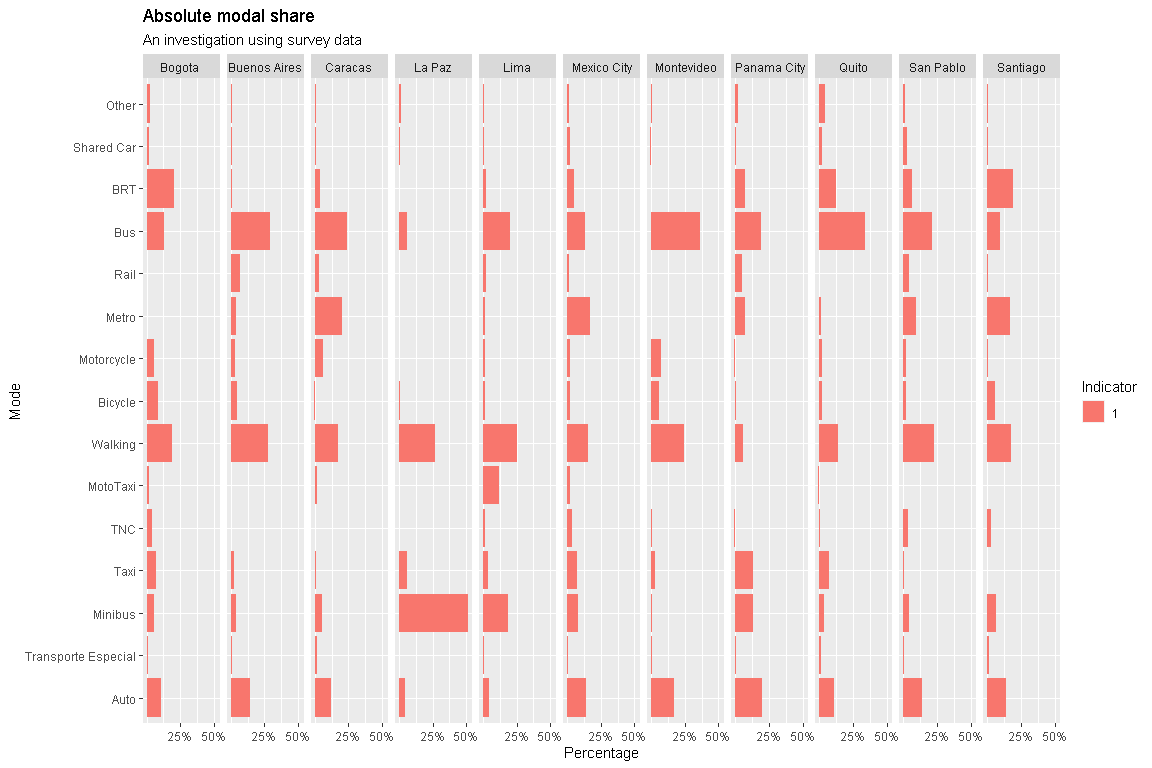 Absolute modal share
An investigation using survey data
Bogota Buenos Aires Caracas La Paz Lima Mexico City Montevideo Panama City Quito San Pablo Santiago
Other
Shared Car
BRT
Bus
Rail
Metro
Motorcycle
Bicycle
Walking
MotoTaxi
TNC
Taxi
Minibus
Transporte Especial
Auto
Mode
25% 50% 25% 50% 25% 50% 25% 50% 25% 50% 25% 50% 25% 50% 25% 50% 25% 50% 25% 50% 25% 50%
Percentage
Indicator
1